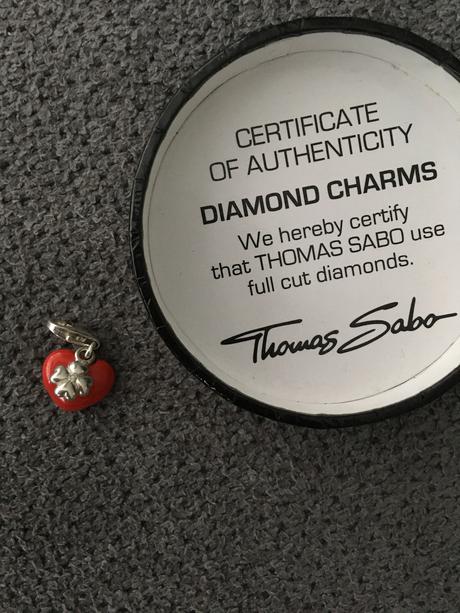 CERTIFICATE
OF AUTHENTICITY
DIAMOND CHARMS
We hereby certify
that THOMAS SABO use
full cut diamonds.
Thomas Sabo